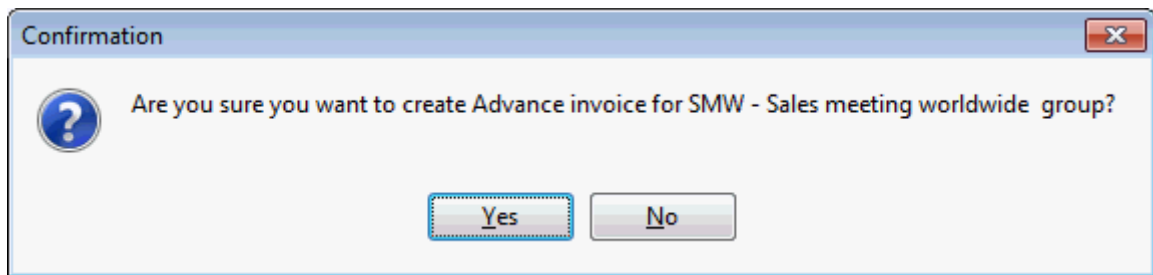 Confirmation
Are you sure you want to create Advance invoice for SMW - Sales meeting worldwide  group?
Yes
No